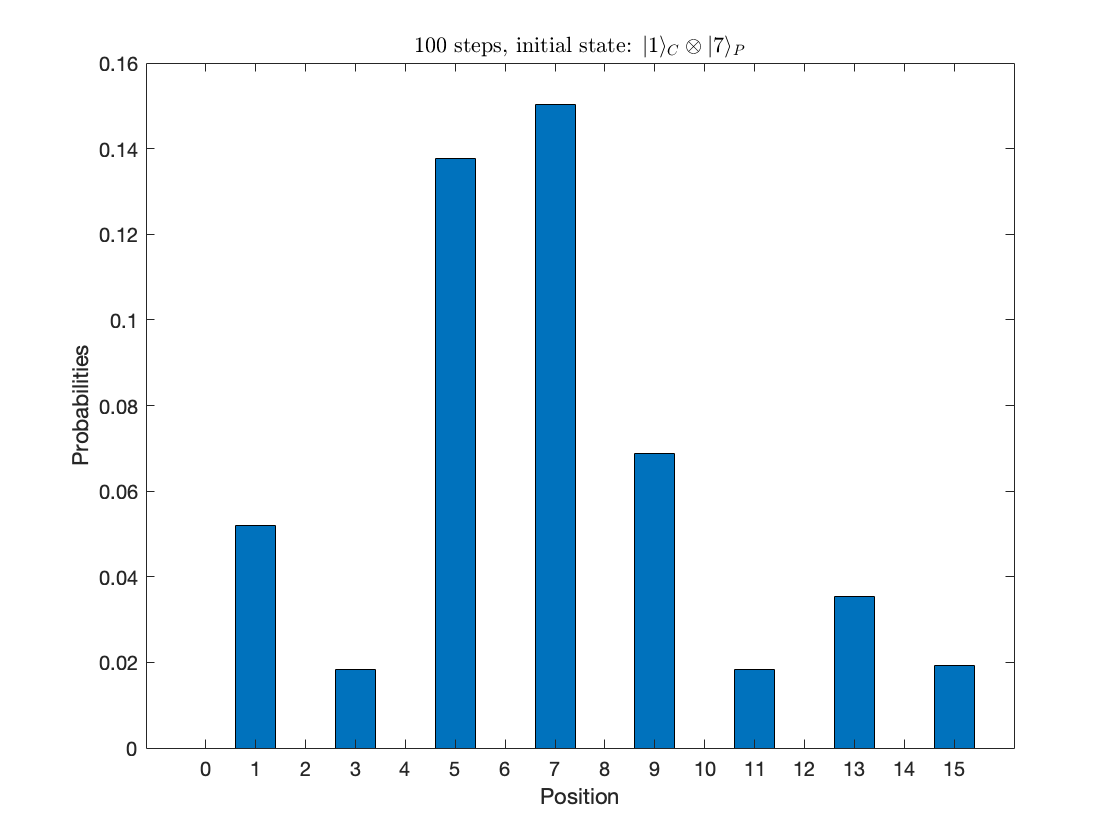 100 steps, initial state: |1⟩_C ⊗ |7⟩_P
0.16
0.14
0.12
0.1
0.08
0.06
0.04
0.02
0
Probabilities
0 1 2 3 4 5 6 7 8 9 10 11 12 13 14 15
Position